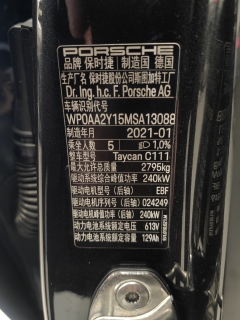 PORSCHE
品牌 保时捷 制造国 德国
生产厂名 保时捷股份公司斯图加特工厂
Dr. Ing. h.c. F. Porsche AG
车辆识别代号
WP0AA2Y15MSA13088
制造年月 2021-01
乘坐人数 5 1,0%
整车型号 Taycan C111
最大允许总质量 2795kg
驱动系统综合峰值功率 240kW
驱动电机型号(后轴) EBF
驱动电机序列号(后轴) 024249
驱动电机峰值功率(后轴) 240kW
动力电池系统额定电压 613V
动力电池系统额定容量 129Ah